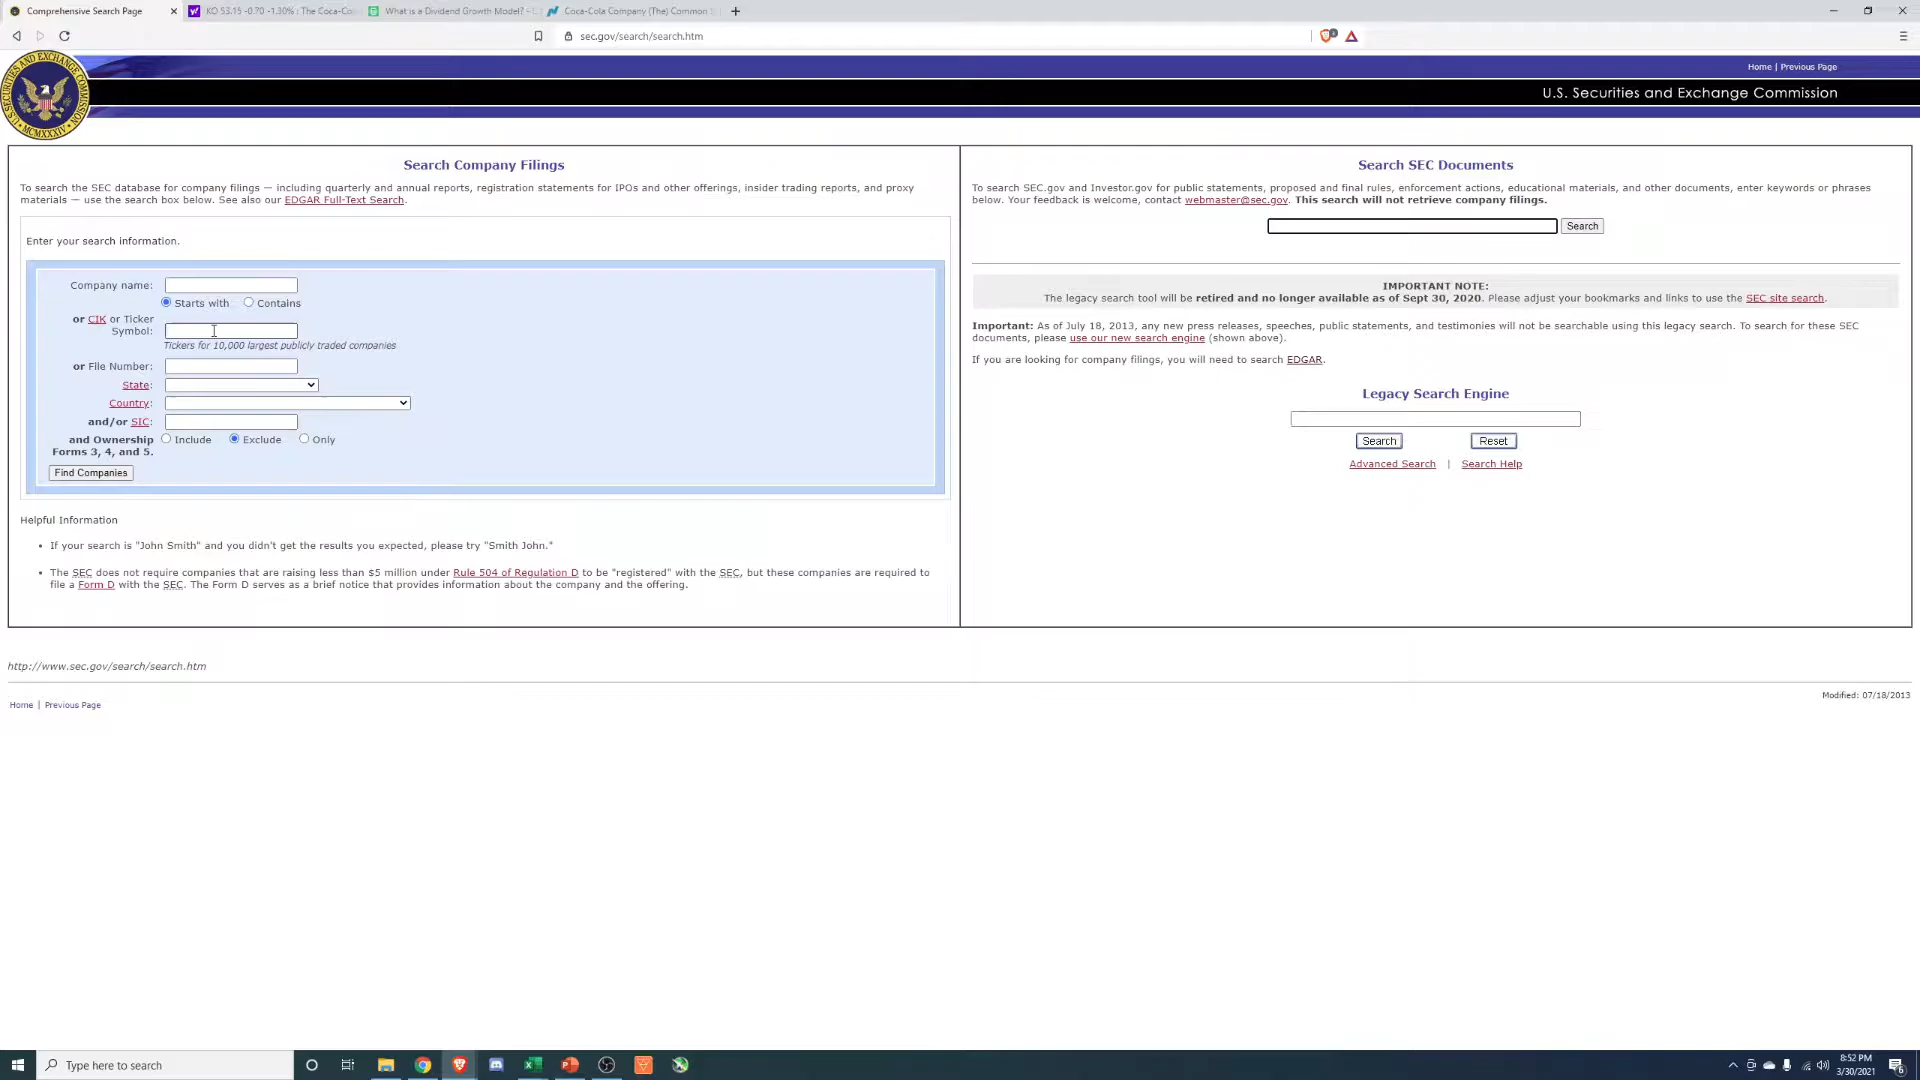 Comprehensive Search Page
KO 53.15 -0.70 -1.30% : The Coca-Co
What is a Dividend Growth Model? -
Coca-Cola Company (The) Common
sec.gov/search/search.htm
Home | Previous Page
U.S. Securities and Exchange Commission
SECURITIES AND EXCHANGE COMMISSION
MCMXXXIV
Search Company Filings
To search the SEC database for company filings — including quarterly and annual reports, registration statements for IPOs and other offerings, insider trading reports, and proxy
materials — use the search box below. See also our EDGAR Full-Text Search.
Enter your search information.
Company name:
Starts with Contains
or CIK or Ticker
Symbol:
Tickers for 10,000 largest publicly traded companies
or File Number:
State:
Country:
and/or SIC:
and Ownership Include Exclude Only
Forms 3, 4, and 5.
Find Companies
Helpful Information
• If your search is "John Smith" and you didn't get the results you expected, please try "Smith John."
• The SEC does not require companies that are raising less than $5 million under Rule 504 of Regulation D to be "registered" with the SEC, but these companies are required to
file a Form D with the SEC. The Form D serves as a brief notice that provides information about the company and the offering.
Search SEC Documents
To search SEC.gov and Investor.gov for public statements, proposed and final rules, enforcement actions, educational materials, and other documents, enter keywords or phrases
below. Your feedback is welcome, contact webmaster@sec.gov. This search will not retrieve company filings.
Search
IMPORTANT NOTE:
The legacy search tool will be retired and no longer available as of Sept 30, 2020. Please adjust your bookmarks and links to use the SEC site search.
Important: As of July 18, 2013, any new press releases, speeches, public statements, and testimonies will not be searchable using this legacy search. To search for these SEC
documents, please use our new search engine (shown above).
If you are looking for company filings, you will need to search EDGAR.
Legacy Search Engine
Search Reset
Advanced Search | Search Help
http://www.sec.gov/search/search.htm
Home | Previous Page
Modified: 07/18/2013
Type here to search
8:52 PM
3/30/2021